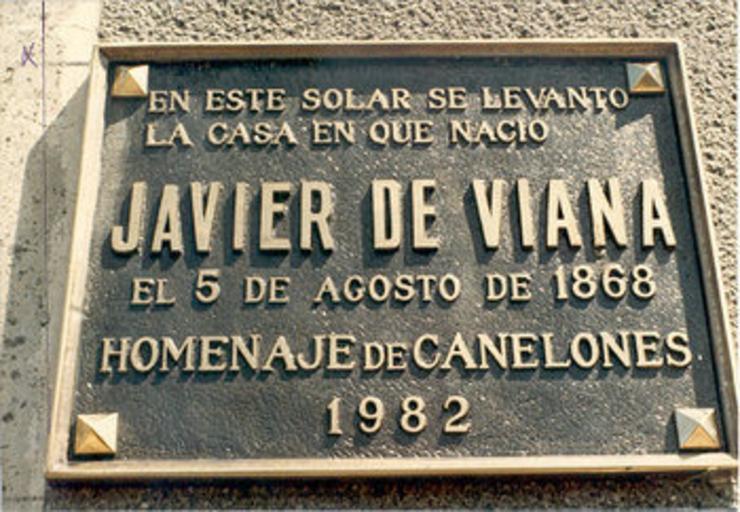 EN ESTE SOLAR SE LEVANTO
LA CASA EN QUE NACIO
JAVIER DE VIANA
EL 5 DE AGOSTO DE 1868
HOMENAJE DE CANELONES
1982